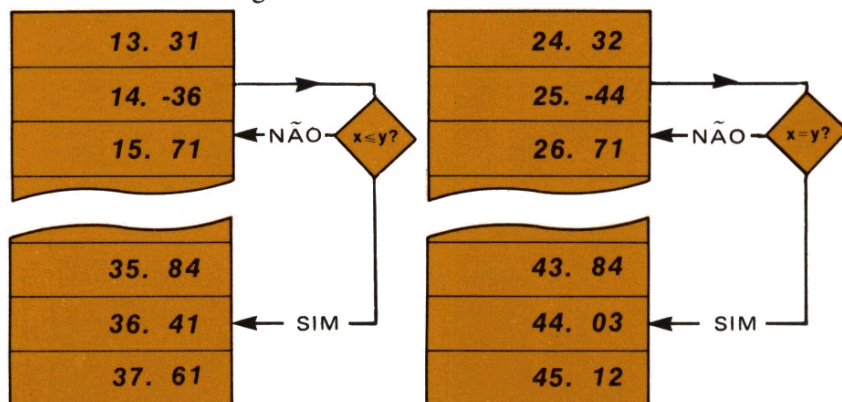 13. 31
14. -36
15. 71
x≤y?
NÃO
35. 84
36. 41
37. 61
SIM
24. 32
25. -44
26. 71
x=y?
NÃO
43. 84
44. 03
45. 12
SIM